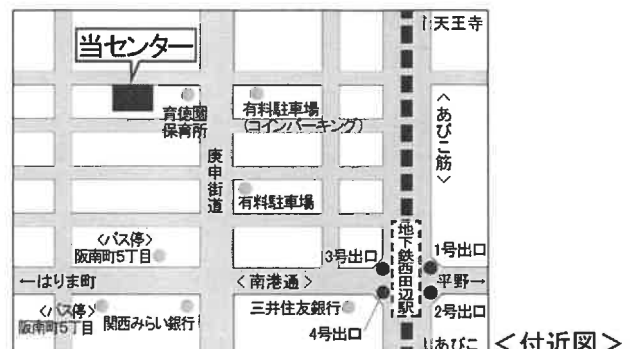 ↑天王寺
当センター
育徳園
保育所
有料駐車場
(コインパーキング)
<あびこ筋>
庚申街道
有料駐車場
<バス停>
阪南町5丁目
3号出口
地下鉄西田辺駅
1号出口
←はりま町
<南港通>
平野→
<バス停>
阪南町5丁目
関西みらい銀行
三井住友銀行
4号出口
2号出口
↓あびこ
<付近図>